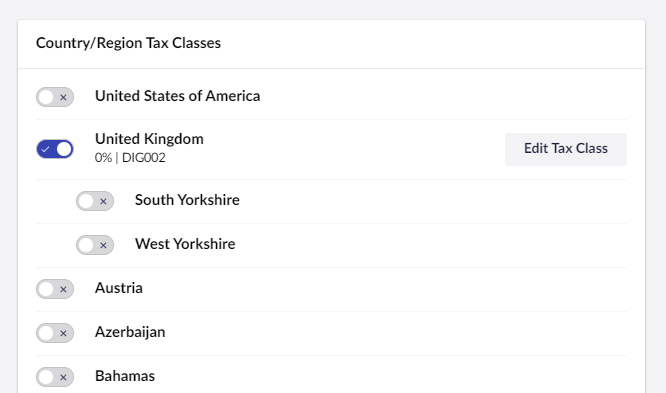 Country/Region Tax Classes
United States of America
United Kingdom
0% | DIG002
Edit Tax Class
South Yorkshire
West Yorkshire
Austria
Azerbaijan
Bahamas